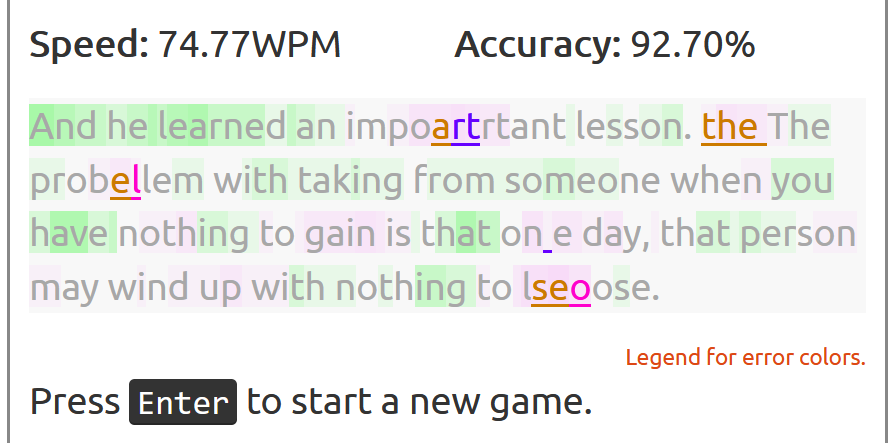 Speed: 74.77WPM Accuracy: 92.70%
And he learned an impoartrtant lesson. the The
probellem with taking from someone when you
have nothing to gain is that on e day, that person
may wind up with nothing to lseoose.
Legend for error colors.
Press Enter to start a new game.